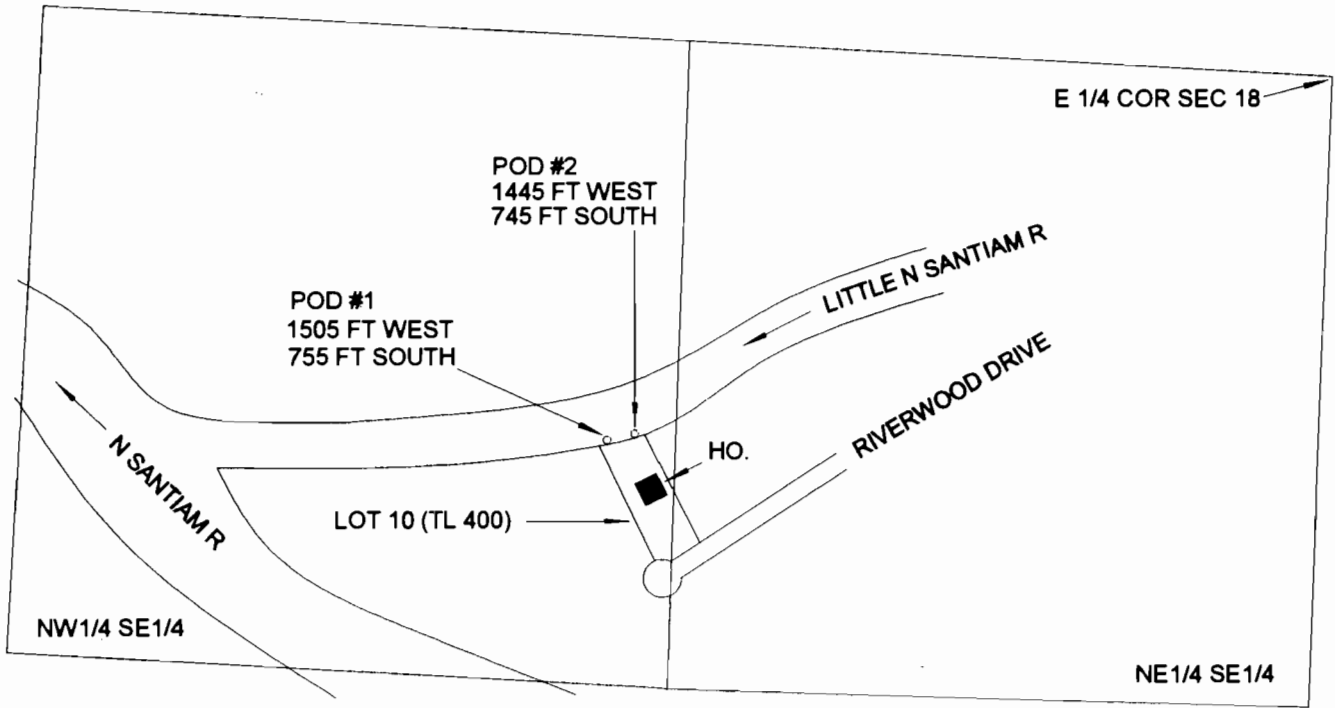 E 1/4 COR SEC 18
POD #2
1445 FT WEST
745 FT SOUTH
LITTLE N SANTIAM R
POD #1
1505 FT WEST
755 FT SOUTH
RIVERWOOD DRIVE
HO.
N SANTIAM R
LOT 10 (TL 400)
NW1/4 SE1/4
NE1/4 SE1/4